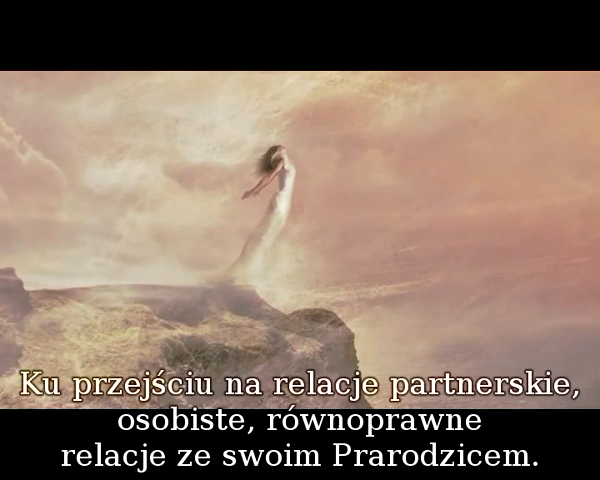 Ku przejściu na relacje partnerskie,
osobiste, równoprawne
relacje ze swoim Prarodzicem.